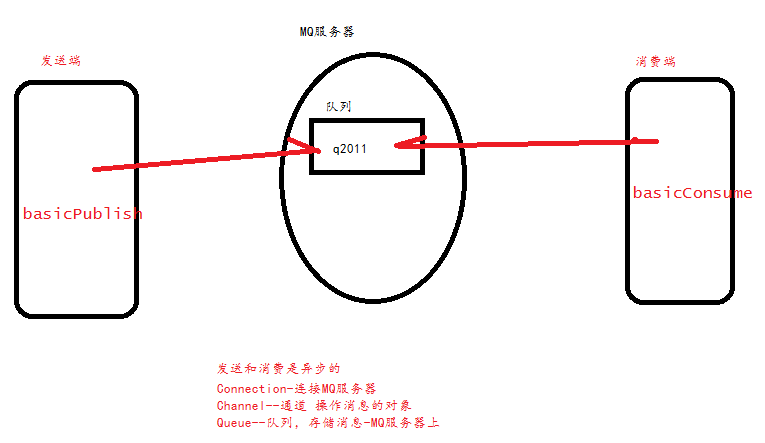 MQ服务器
发送端
消费端
队列
q2011
basicPublish
basicConsume
发送和消费是异步的
Connection-连接MQ服务器
Channel--通道 操作消息的对象
Queue--队列，存储消息-MQ服务器上